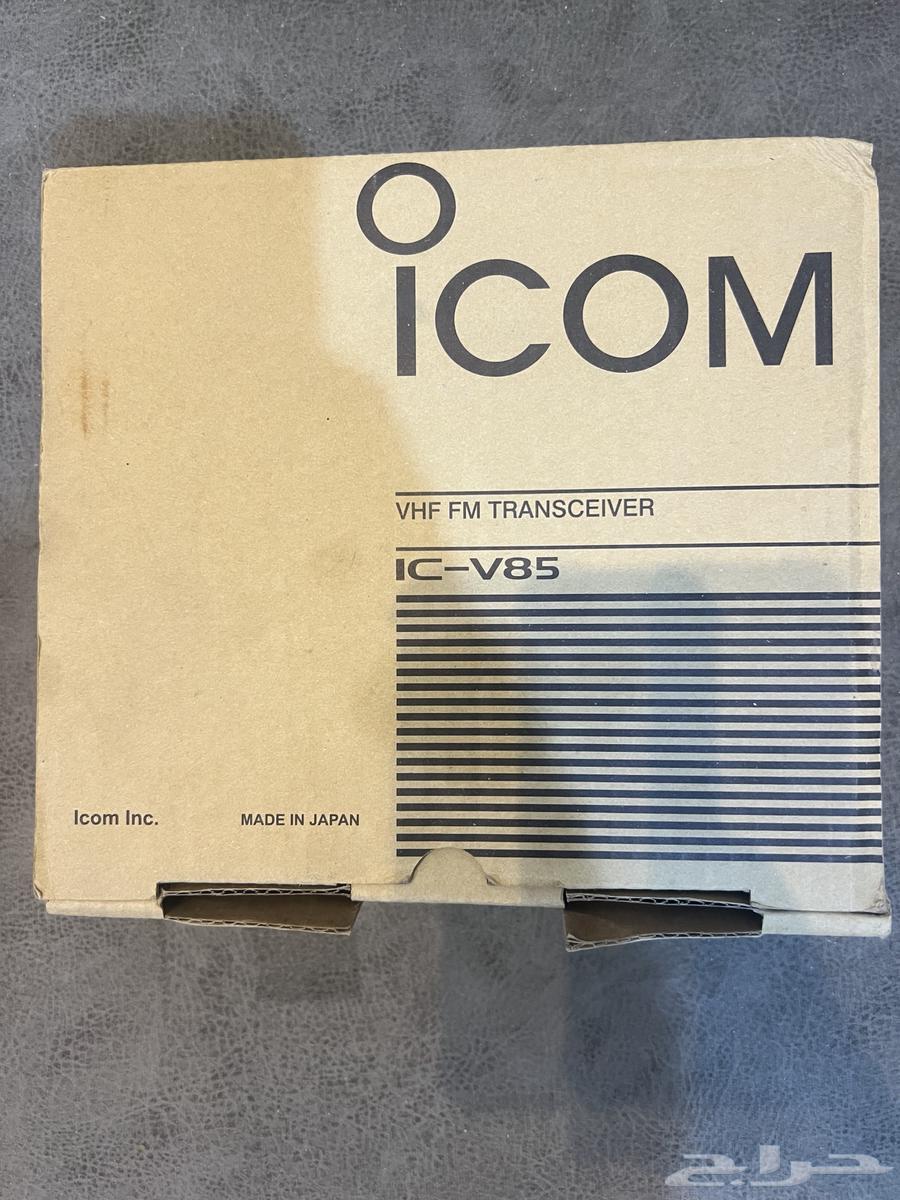 ICOM
VHF FM TRANSCEIVER
IC-V85
Icom Inc.
MADE IN JAPAN
حراج